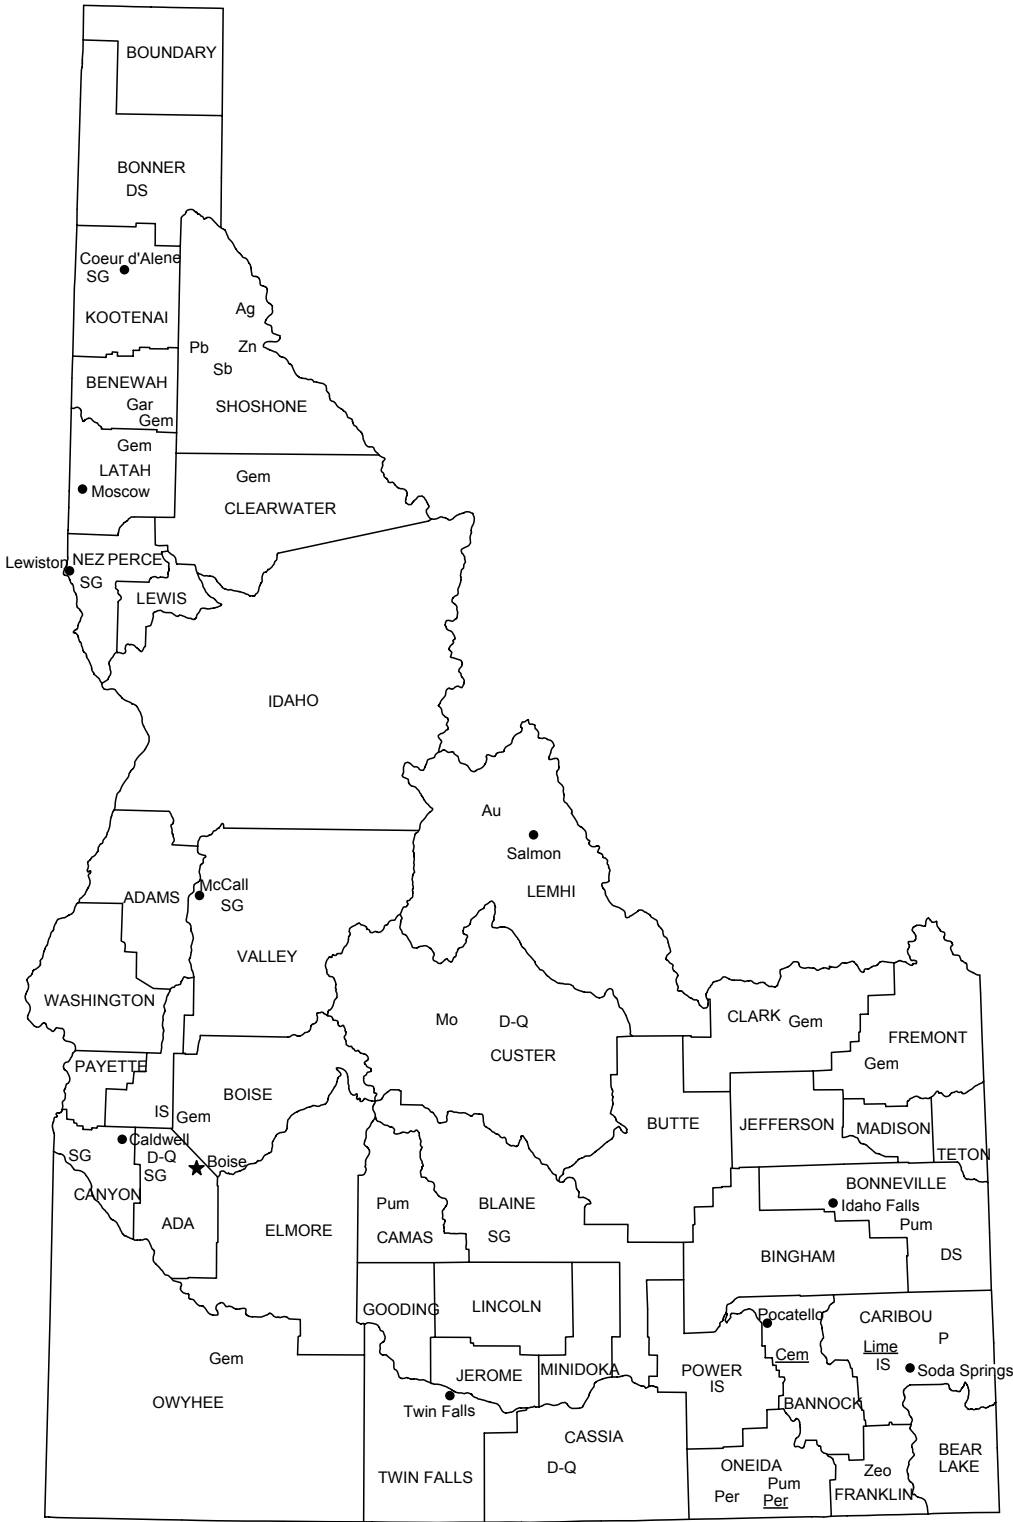 BOUNDARY
BONNER
DS
Coeur d'Alene
SG
KOOTENAI
Ag
Pb
Zn
Sb
SHOSHONE
BENEWAH
Gar
Gem
Gem
LATAH
Moscow
Gem
CLEARWATER
Lewiston
NEZ PERCE
SG
LEWIS
IDAHO
Au
Salmon
LEMHI
McCall
SG
ADAMS
VALLEY
WASHINGTON
Mo
D-Q
CUSTER
CLARK
Gem
FREMONT
Gem
PAYETTE
BOISE
IS
Gem
BUTTE
JEFFERSON
MADISON
TETON
Caldwell
SG
D-Q
SG
Boise
CANYON
ADA
ELMORE
Pum
CAMAS
BLAINE
SG
BONNEVILLE
Idaho Falls
Pum
DS
BINGHAM
GOODING
LINCOLN
Pocatello
CARIBOU
P
Lime
IS
Soda Springs
Cem
JEROME
MINIDOKA
POWER
IS
Gem
OWYHEE
Twin Falls
BANNOCK
CASSIA
D-Q
TWIN FALLS
ONEIDA
Pum
Per
Per
Zeo
FRANKLIN
BEAR
LAKE